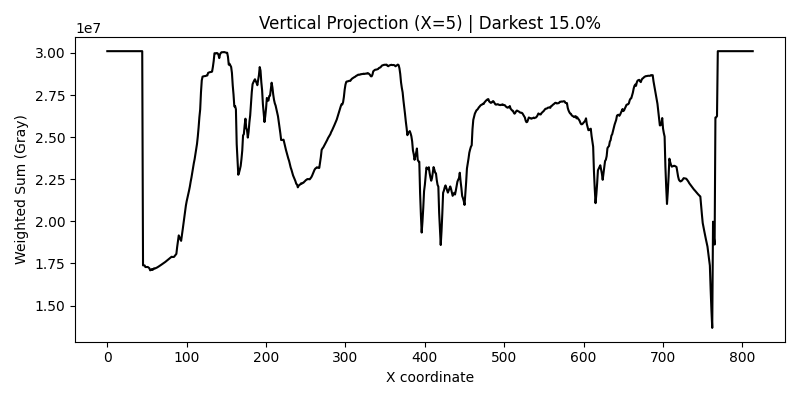 Vertical Projection (X=5) | Darkest 15.0%
1e7
Weighted Sum (Gray)
3.00
2.75
2.50
2.25
2.00
1.75
1.50
0 100 200 300 400 500 600 700 800
X coordinate